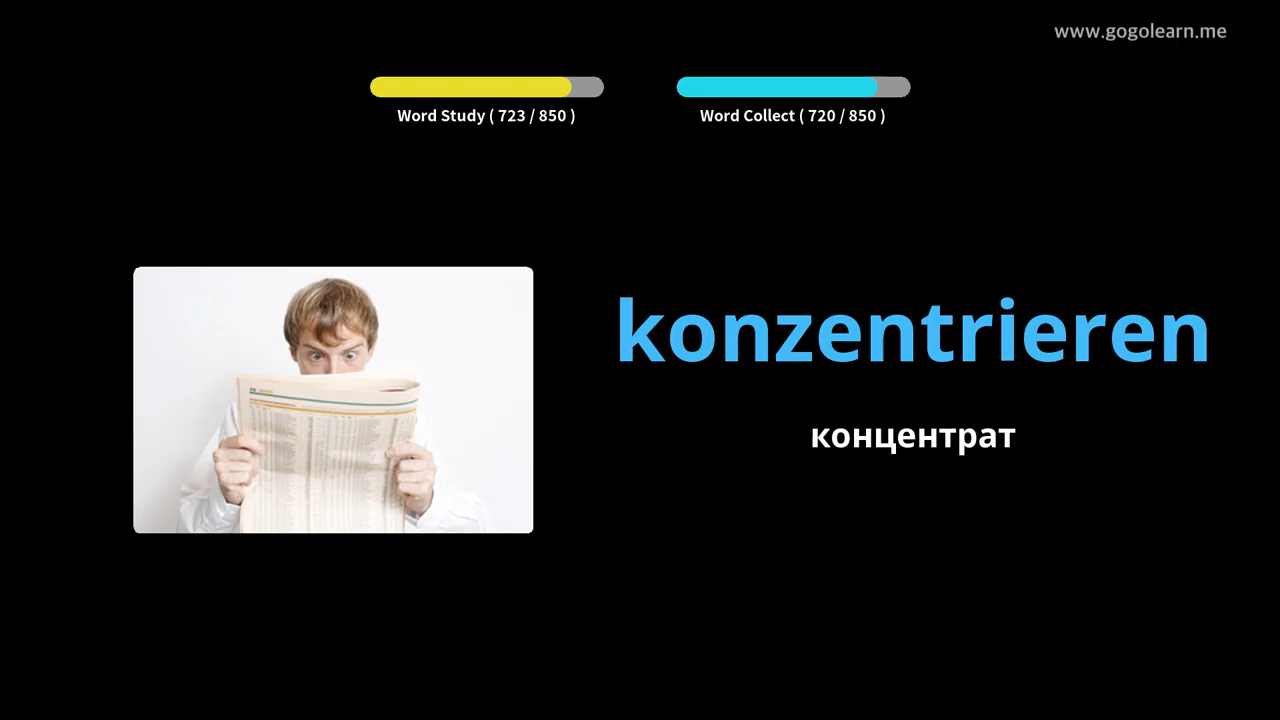 www.gogolearn.me
Word Study ( 723 / 850 )
Word Collect ( 720 / 850 )
konzentrieren
концентрат